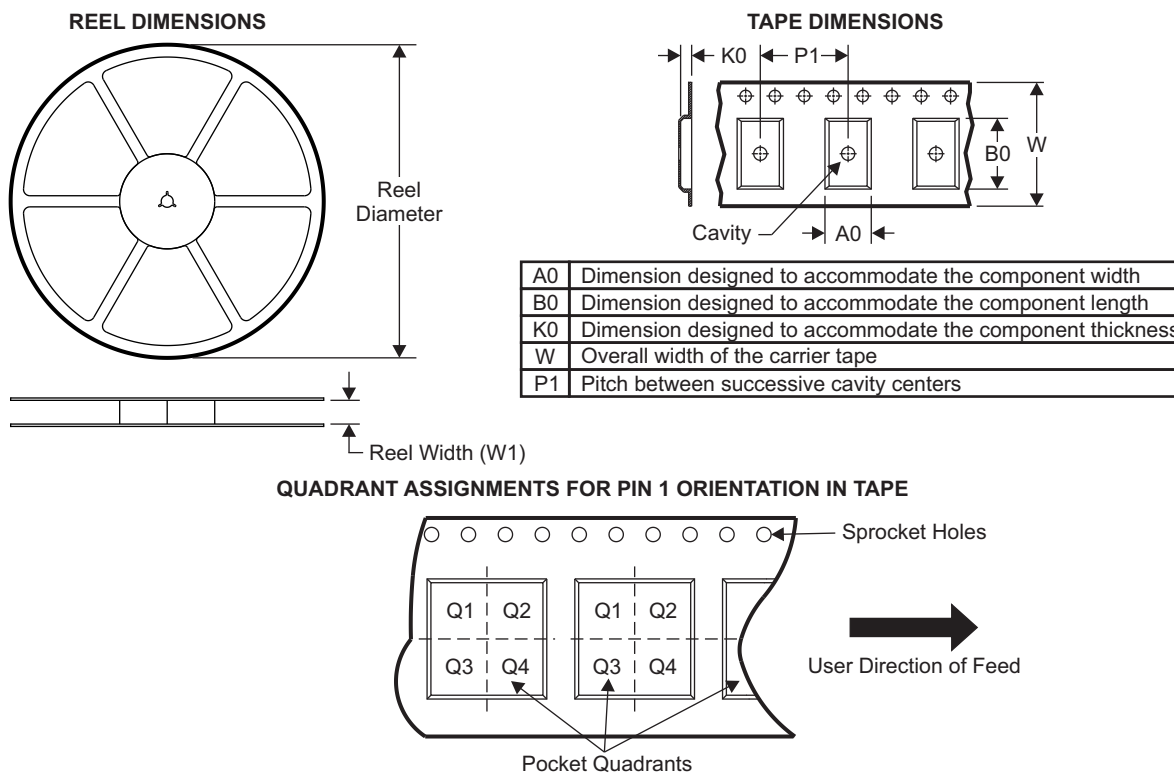 REEL DIMENSIONS
Reel
Diameter
Reel Width (W1)
TAPE DIMENSIONS
K0
P1
B0
W
Cavity
A0
A0 Dimension designed to accommodate the component width
B0 Dimension designed to accommodate the component length
K0 Dimension designed to accommodate the component thickness
W Overall width of the carrier tape
P1 Pitch between successive cavity centers
QUADRANT ASSIGNMENTS FOR PIN 1 ORIENTATION IN TAPE
Sprocket Holes
Q1 Q2 Q1 Q2
Q3 Q4 Q3 Q4
User Direction of Feed
Pocket Quadrants